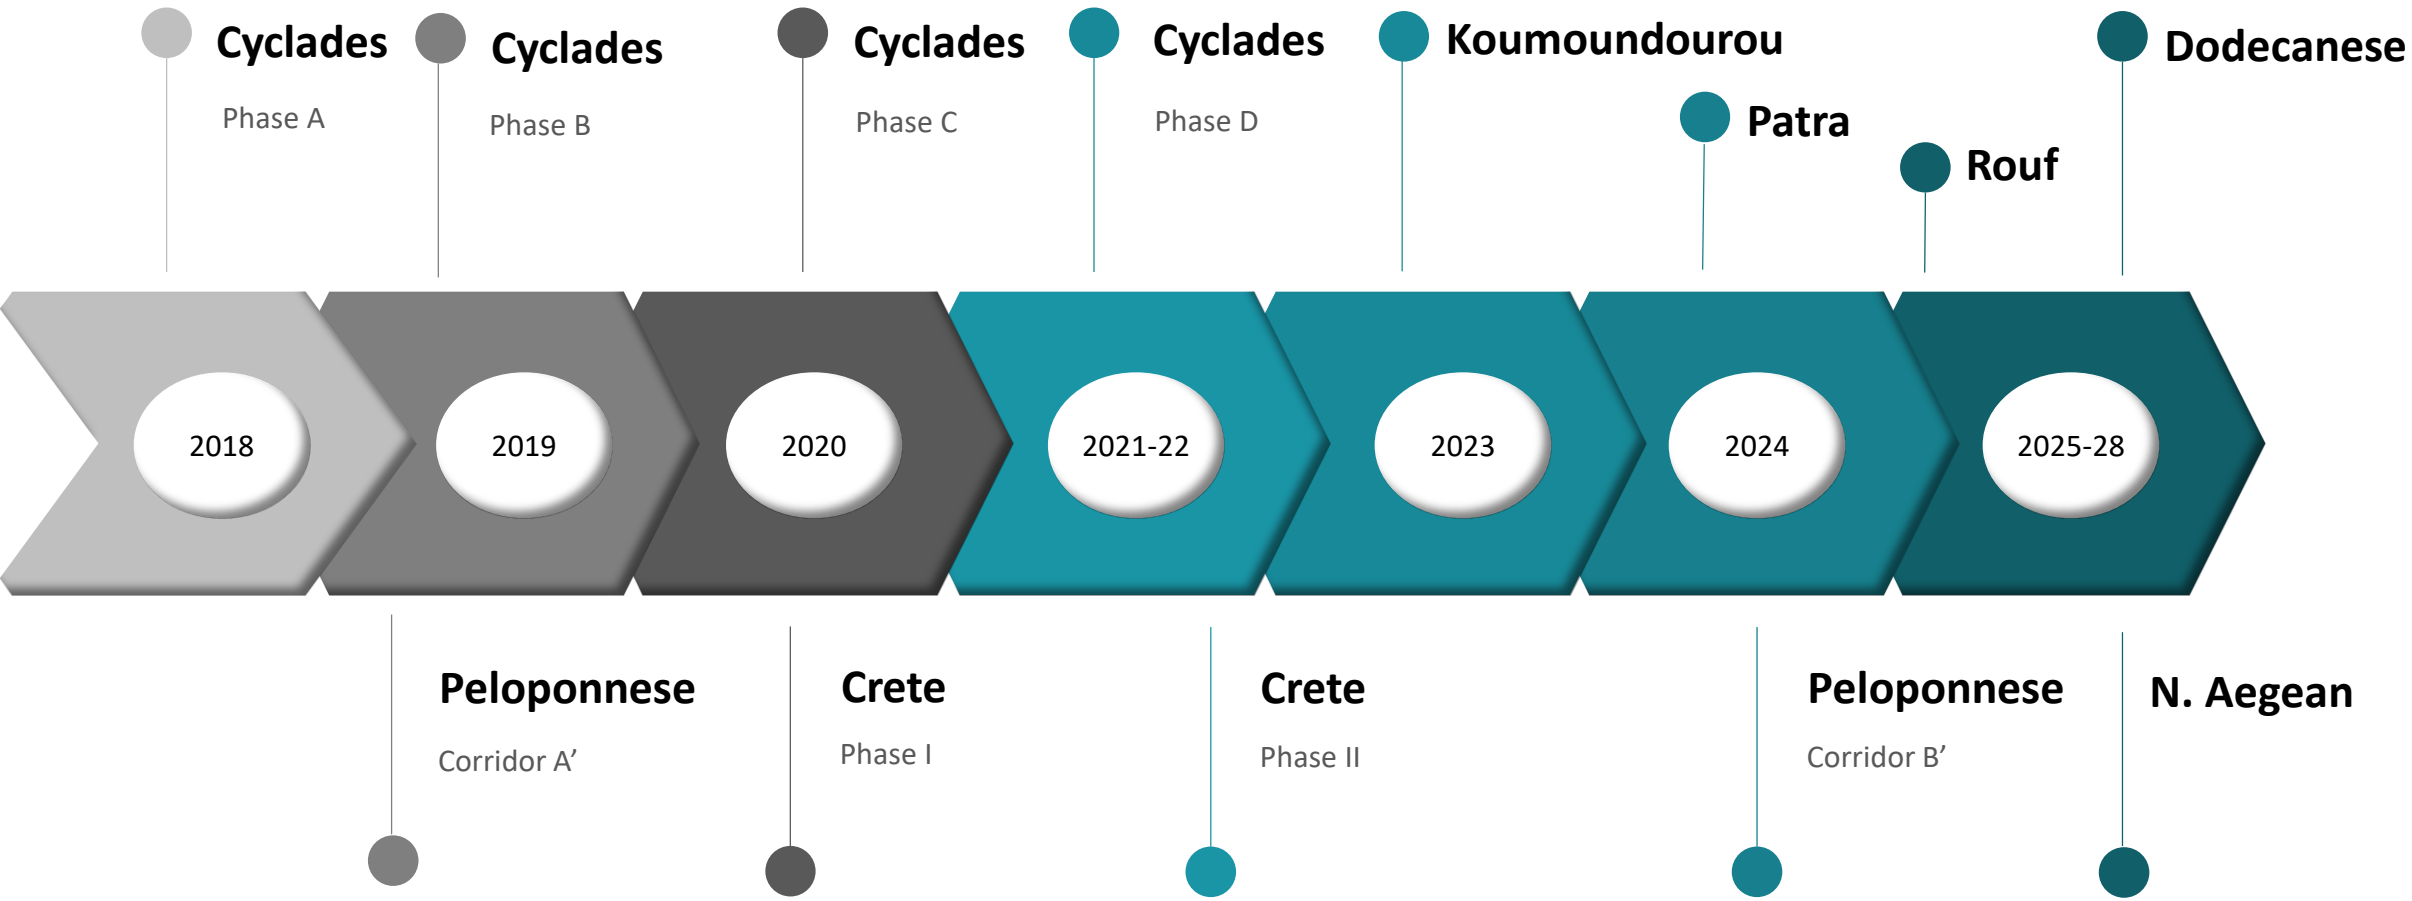 Cyclades
Phase A
Cyclades
Phase B
Cyclades
Phase C
Cyclades
Phase D
Koumoundourou
Patra
Rouf
Dodecanese
2018
2019
2020
2021-22
2023
2024
2025-28
Peloponnese
Corridor A’
Crete
Phase I
Crete
Phase II
Peloponnese
Corridor B’
N. Aegean